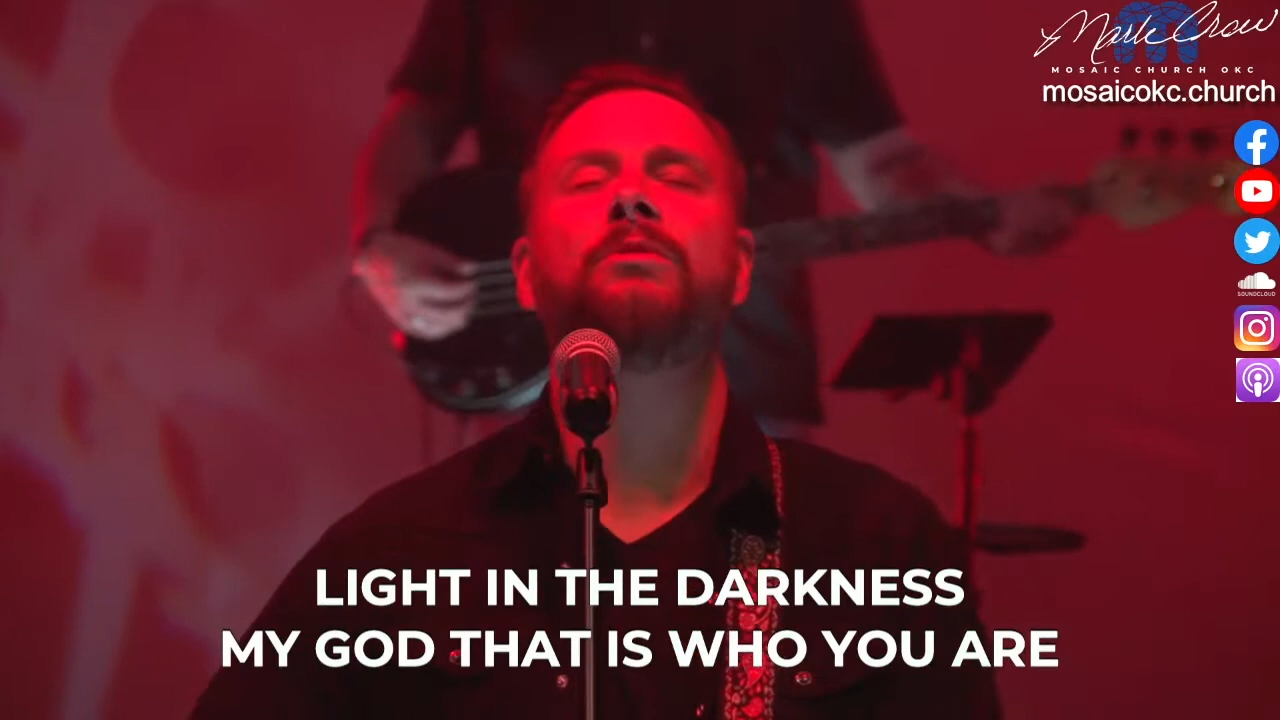 Mark Crow
MOSAIC CHURCH OKC
mosaicokc.church
SOUNDCLOUD
LIGHT IN THE DARKNESS
MY GOD THAT IS WHO YOU ARE